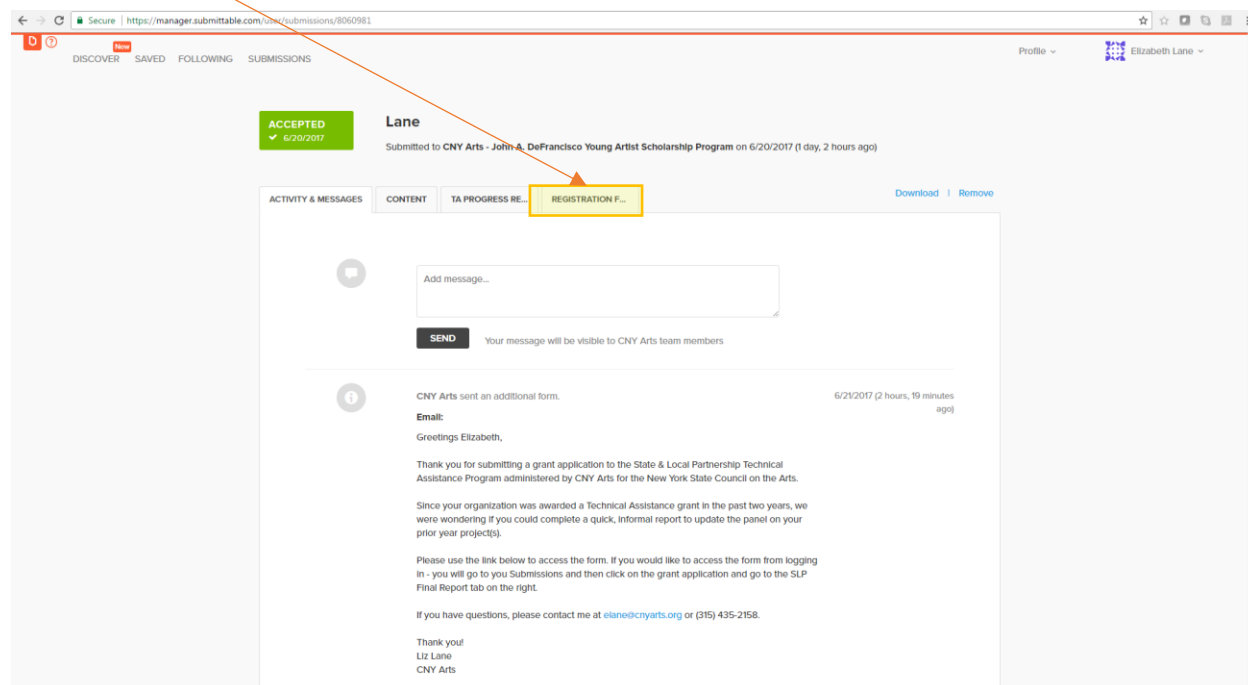 Secure | https://manager.submittable.com/user/submissions/8060981
New
DISCOVER SAVED FOLLOWING SUBMISSIONS
Profile
Elizabeth Lane
ACCEPTED
6/20/2017
Lane
Submitted to CNY Arts - John A. DeFrancisco Young Artist Scholarship Program on 6/20/2017 (1 day, 2 hours ago)
ACTIVITY & MESSAGES CONTENT TA PROGRESS RE... REGISTRATION F...
Download | Remove
Add message...
SEND Your message will be visible to CNY Arts team members
CNY Arts sent an additional form.
6/21/2017 (2 hours, 19 minutes
ago)
Email:
Greetings Elizabeth,
Thank you for submitting a grant application to the State & Local Partnership Technical
Assistance Program administered by CNY Arts for the New York State Council on the Arts.
Since your organization was awarded a Technical Assistance grant in the past two years, we
were wondering if you could complete a quick, informal report to update the panel on your
prior year project(s).
Please use the link below to access the form. If you would like to access the form from logging
in - you will go to you Submissions and then click on the grant application and go to the SLP
Final Report tab on the right.
If you have questions, please contact me at elane@cnyarts.org or (315) 435-2158.
Thank you!
Liz Lane
CNY Arts